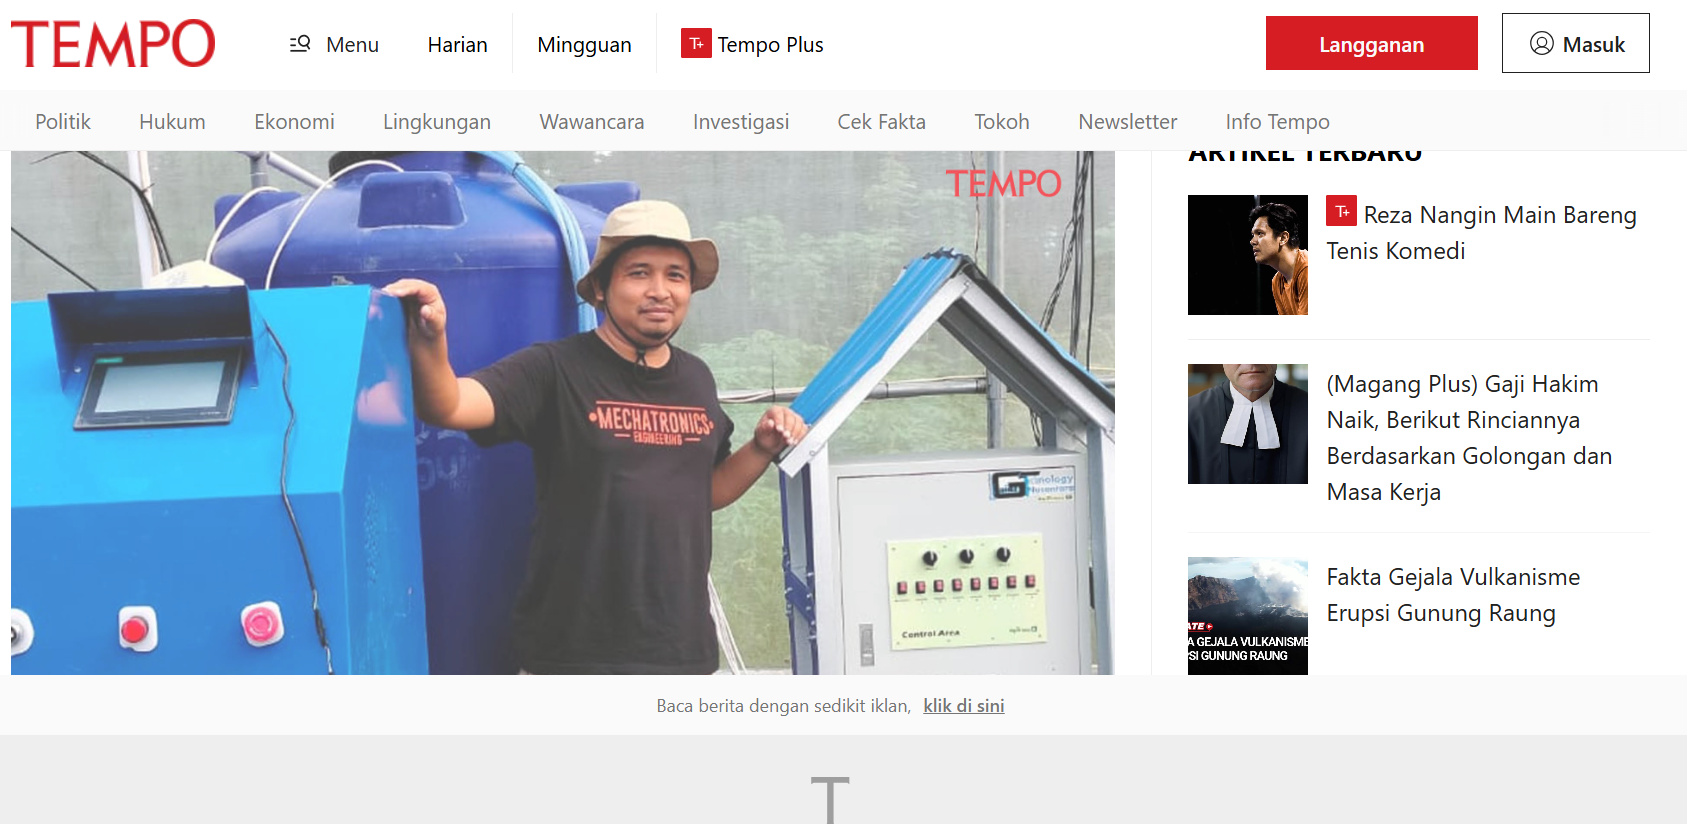 TEMPO
Menu
Harian
Mingguan
T+ Tempo Plus
Langganan
Masuk
Politik
Hukum
Ekonomi
Lingkungan
Wawancara
Investigasi
Cek Fakta
Tokoh
Newsletter
Info Tempo
TEMPO
MECHATRONICS
ENGINEERING
Control Area
ARTIKEL TERBARU
T+ Reza Nangin Main Bareng
Tenis Komedi
(Magang Plus) Gaji Hakim
Naik, Berikut Rinciannya
Berdasarkan Golongan dan
Masa Kerja
A GEJALA VULKANISME
SI GUNUNG RAUNG
Fakta Gejala Vulkanisme
Erupsi Gunung Raung
Baca berita dengan sedikit iklan, klik di sini
T